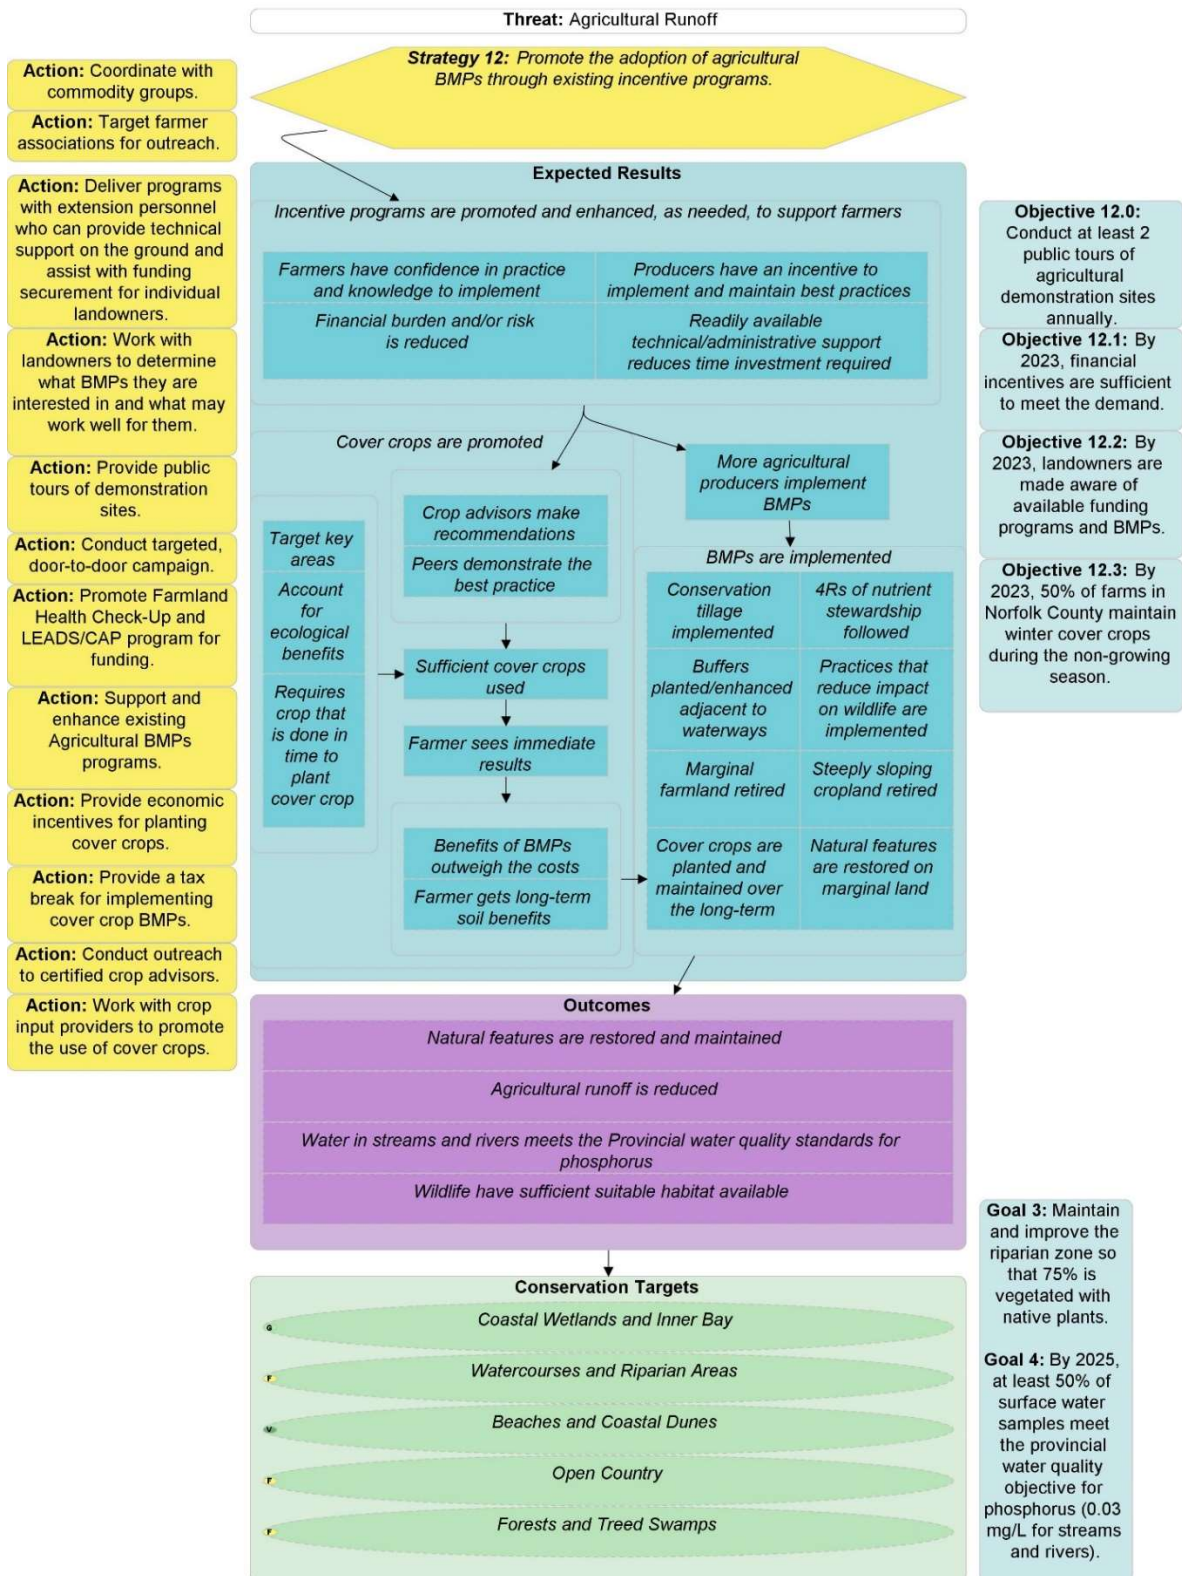 Threat: Agricultural Runoff
Strategy 12: Promote the adoption of agricultural
BMPs through existing incentive programs.
Action: Coordinate with
commodity groups.
Action: Target farmer
associations for outreach.
Action: Deliver programs
with extension personnel
who can provide technical
support on the ground and
assist with funding
securement for individual
landowners.
Action: Work with
landowners to determine
what BMPs they are
interested in and what may
work well for them.
Action: Provide public
tours of demonstration
sites.
Action: Conduct targeted,
door-to-door campaign.
Action: Promote Farmland
Health Check-Up and
LEADS/CAP program for
funding.
Action: Support and
enhance existing
Agricultural BMPs
programs.
Action: Provide economic
incentives for planting
cover crops.
Action: Provide a tax
break for implementing
cover crop BMPs.
Action: Conduct outreach
to certified crop advisors.
Action: Work with crop
input providers to promote
the use of cover crops.
Expected Results
Incentive programs are promoted and enhanced, as needed, to support farmers
Farmers have confidence in practice
and knowledge to implement
Producers have an incentive to
implement and maintain best practices
Financial burden and/or risk
is reduced
Readily available
technical/administrative support
reduces time investment required
Cover crops are promoted
Target key
areas
Account
for
ecological
benefits
Requires
crop that
is done in
time to
plant
cover crop
Crop advisors make
recommendations
Peers demonstrate the
best practice
Sufficient cover crops
used
Farmer sees immediate
results
Benefits of BMPs
outweigh the costs
Farmer gets long-term
soil benefits
More agricultural
producers implement
BMPs
BMPs are implemented
Conservation
tillage
implemented
4Rs of nutrient
stewardship
followed
Buffers
planted/enhanced
adjacent to
waterways
Practices that
reduce impact
on wildlife are
implemented
Marginal
farmland retired
Steeply sloping
cropland retired
Cover crops are
planted and
maintained over
the long-term
Natural features
are restored on
marginal land
Objective 12.0:
Conduct at least 2
public tours of
agricultural
demonstration sites
annually.
Objective 12.1: By
2023, financial
incentives are sufficient
to meet the demand.
Objective 12.2: By
2023, landowners are
made aware of
available funding
programs and BMPs.
Objective 12.3: By
2023, 50% of farms in
Norfolk County maintain
winter cover crops
during the non-growing
season.
Outcomes
Natural features are restored and maintained
Agricultural runoff is reduced
Water in streams and rivers meets the Provincial water quality standards for
phosphorus
Wildlife have sufficient suitable habitat available
Conservation Targets
G
Coastal Wetlands and Inner Bay
F
Watercourses and Riparian Areas
V
Beaches and Coastal Dunes
F
Open Country
F
Forests and Treed Swamps
Goal 3: Maintain
and improve the
riparian zone so
that 75% is
vegetated with
native plants.
Goal 4: By 2025,
at least 50% of
surface water
samples meet
the provincial
water quality
objective for
phosphorus (0.03
mg/L for streams
and rivers).